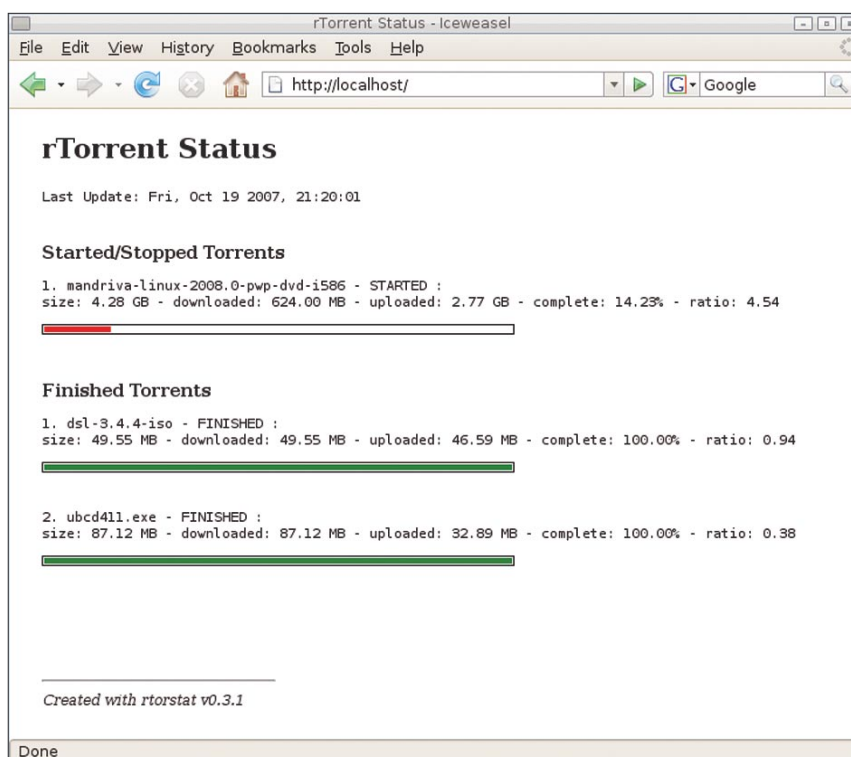 rTorrent Status - Iceweasel
File Edit View History Bookmarks Tools Help
http://localhost/ G Google
rTorrent Status
Last Update: Fri, Oct 19 2007, 21:20:01
Started/Stopped Torrents
1. mandriva-linux-2008.0-pwp-dvd-i586 - STARTED :
size: 4.28 GB - downloaded: 624.00 MB - uploaded: 2.77 GB - complete: 14.23% - ratio: 4.54
Finished Torrents
1. dsl-3.4.4-iso - FINISHED :
size: 49.55 MB - downloaded: 49.55 MB - uploaded: 46.59 MB - complete: 100.00% - ratio: 0.94
2. ubcd411.exe - FINISHED :
size: 87.12 MB - downloaded: 87.12 MB - uploaded: 32.89 MB - complete: 100.00% - ratio: 0.38
Created with rtorstat v0.3.1
Done